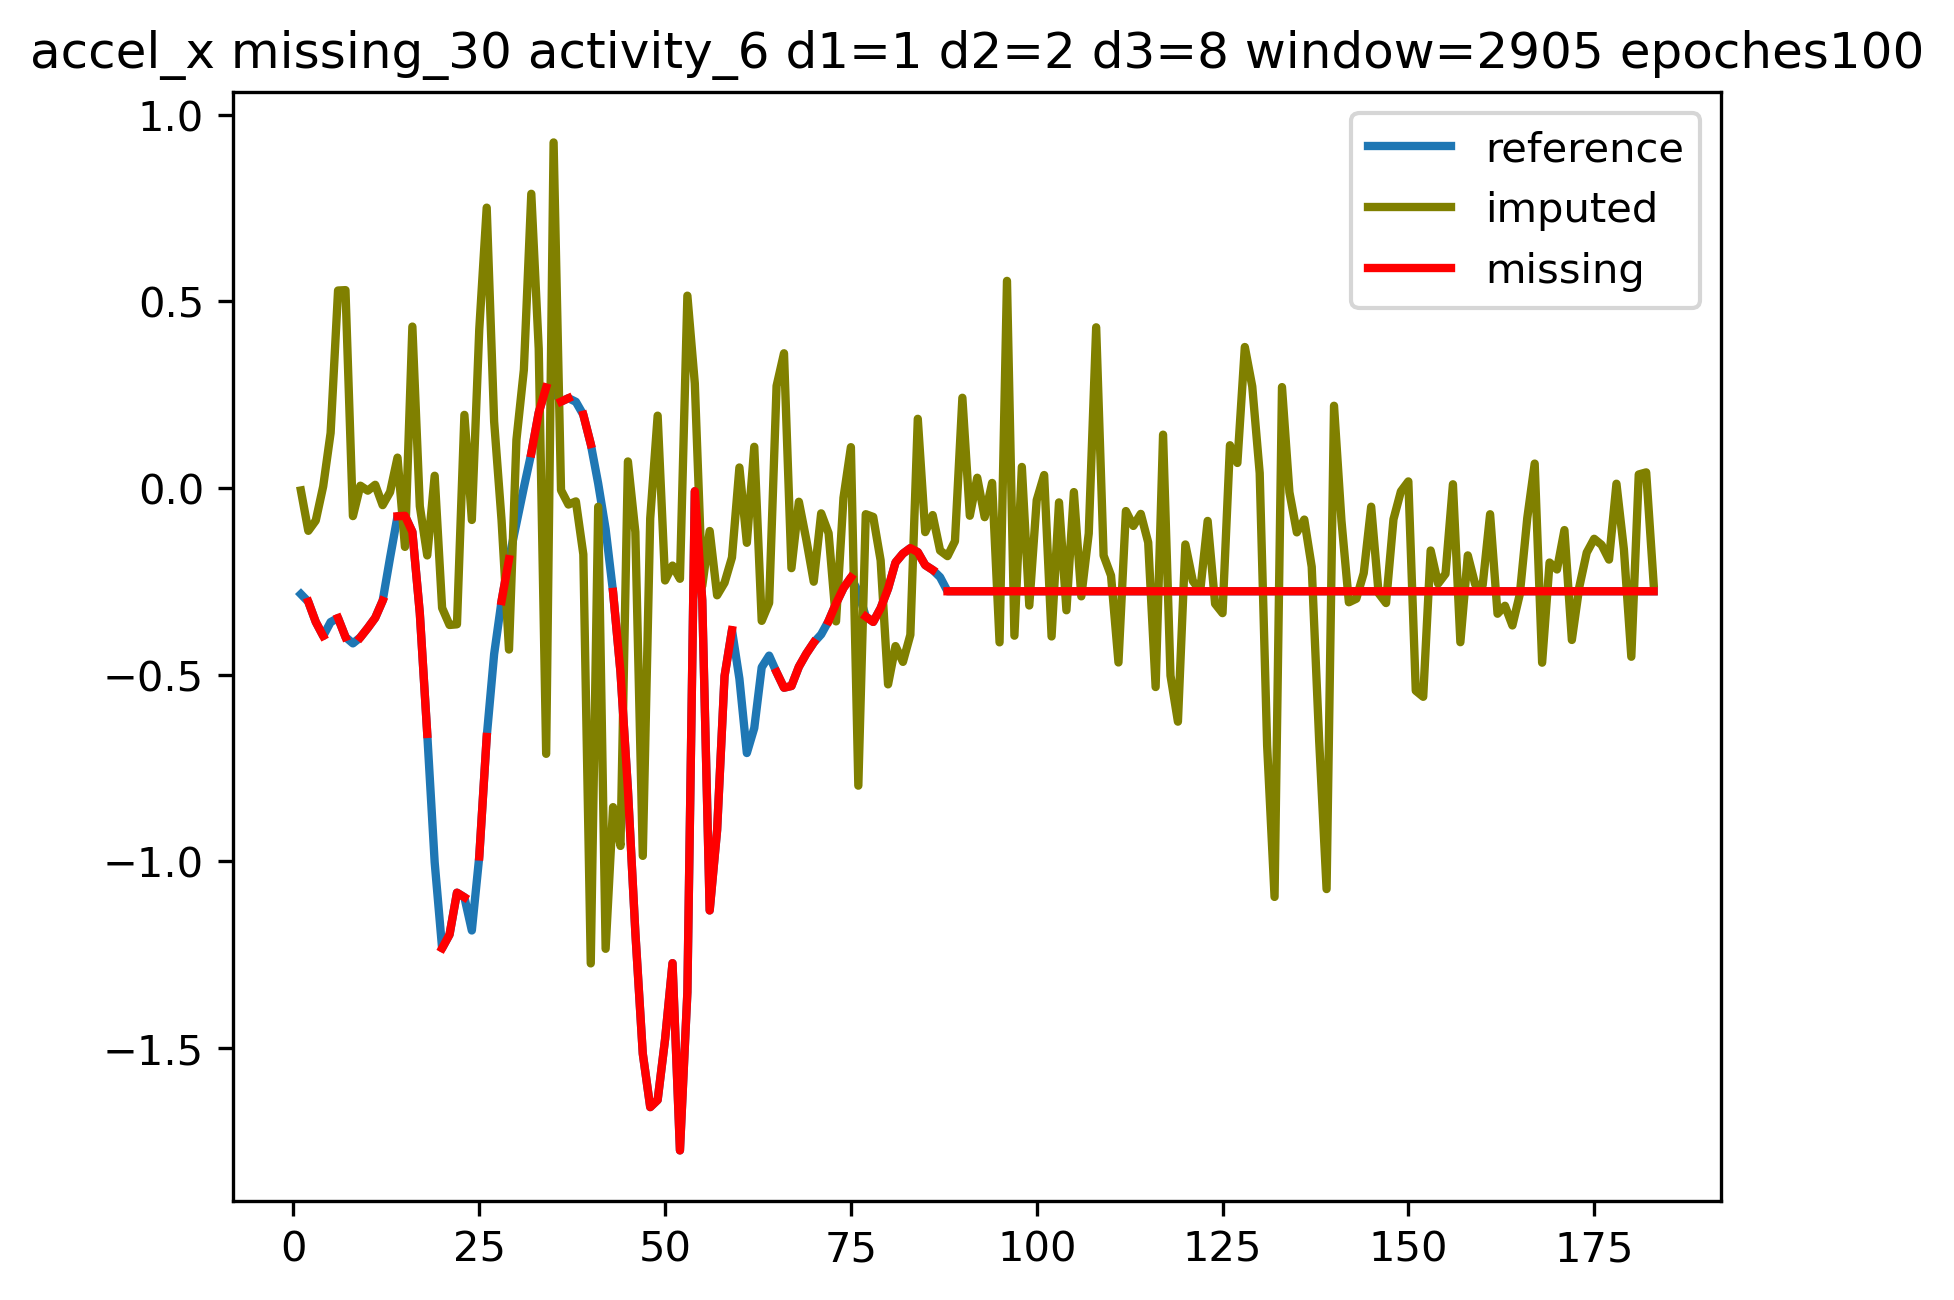 accel_x missing_30 activity_6 d1=1 d2=2 d3=8 window=2905 epoches100
1.0
0.5
0.0
−0.5
−1.0
−1.5
reference
imputed
missing
0 25 50 75 100 125 150 175